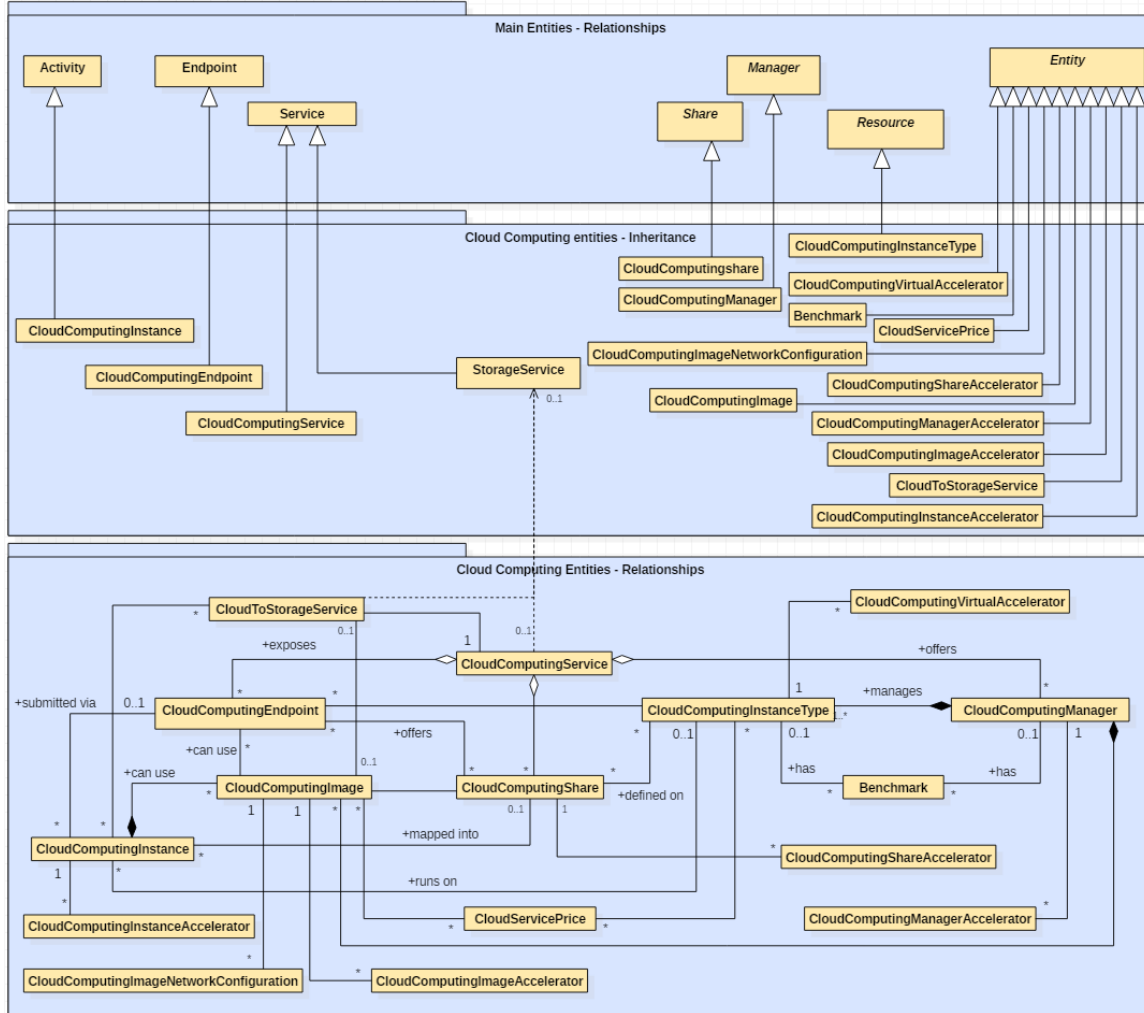 Main Entities - Relationships
Activity
Endpoint
Service
Manager
Share
Resource
Entity
Cloud Computing entities - Inheritance
CloudComputingInstanceType
CloudComputingshare
CloudComputingVirtualAccelerator
CloudComputingManager
Benchmark
CloudComputingInstance
CloudServicePrice
CloudComputingImageNetworkConfiguration
CloudComputingEndpoint
StorageService
CloudComputingShareAccelerator
0..1
CloudComputingImage
CloudComputingService
CloudComputingManagerAccelerator
CloudComputingImageAccelerator
CloudToStorageService
CloudComputingInstanceAccelerator
Cloud Computing Entities - Relationships
* CloudToStorageService
CloudComputingVirtualAccelerator
*
0..1
1
0..1
+exposes
CloudComputingService
+offers
+submitted via
0..1
*
*
1
+manages
*
CloudComputingEndpoint
CloudComputingInstanceType
1..*
CloudComputingManager
*
+offers
*
0..1
*
0..1
0..1
1
+can use
*
+can use
0..1
*
*
*
+has
+has
*
CloudComputingImage
CloudComputingShare
+defined on
*
Benchmark
*
1
1
*
*
0..1
1
*
*
+mapped into
CloudComputingInstance
*
CloudComputingShareAccelerator
*
1
*
+runs on
*
CloudComputingInstanceAccelerator
*
CloudServicePrice
*
CloudComputingManagerAccelerator
*
*
CloudComputingImageNetworkConfiguration
*
CloudComputingImageAccelerator